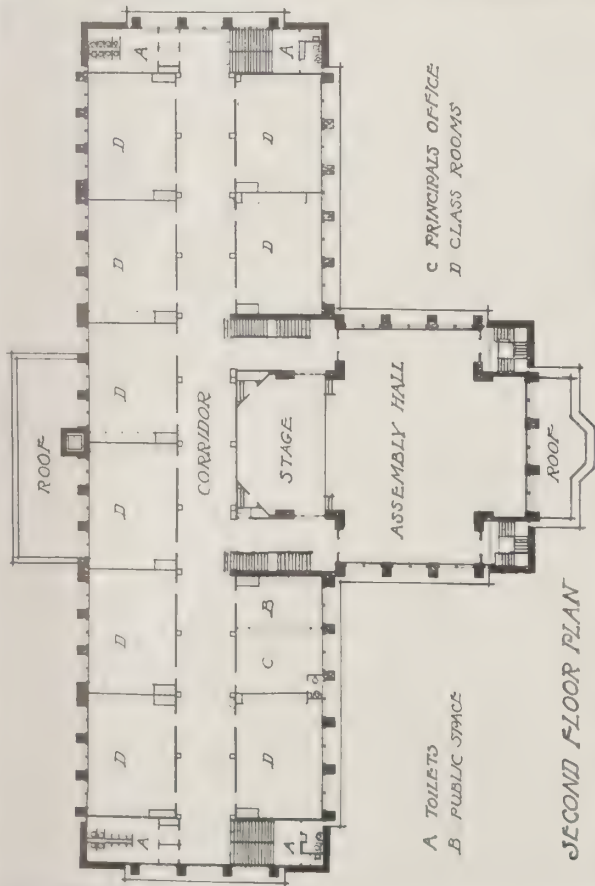 ROOF
A
D
D
D
D
D
D
A
CORRIDOR
A
D
C
B
STAGE
D
D
A
ASSEMBLY HALL
ROOF
A TOILETS
B PUBLIC SPACE
C PRINCIPALS OFFICE
D CLASS ROOMS
SECOND FLOOR PLAN